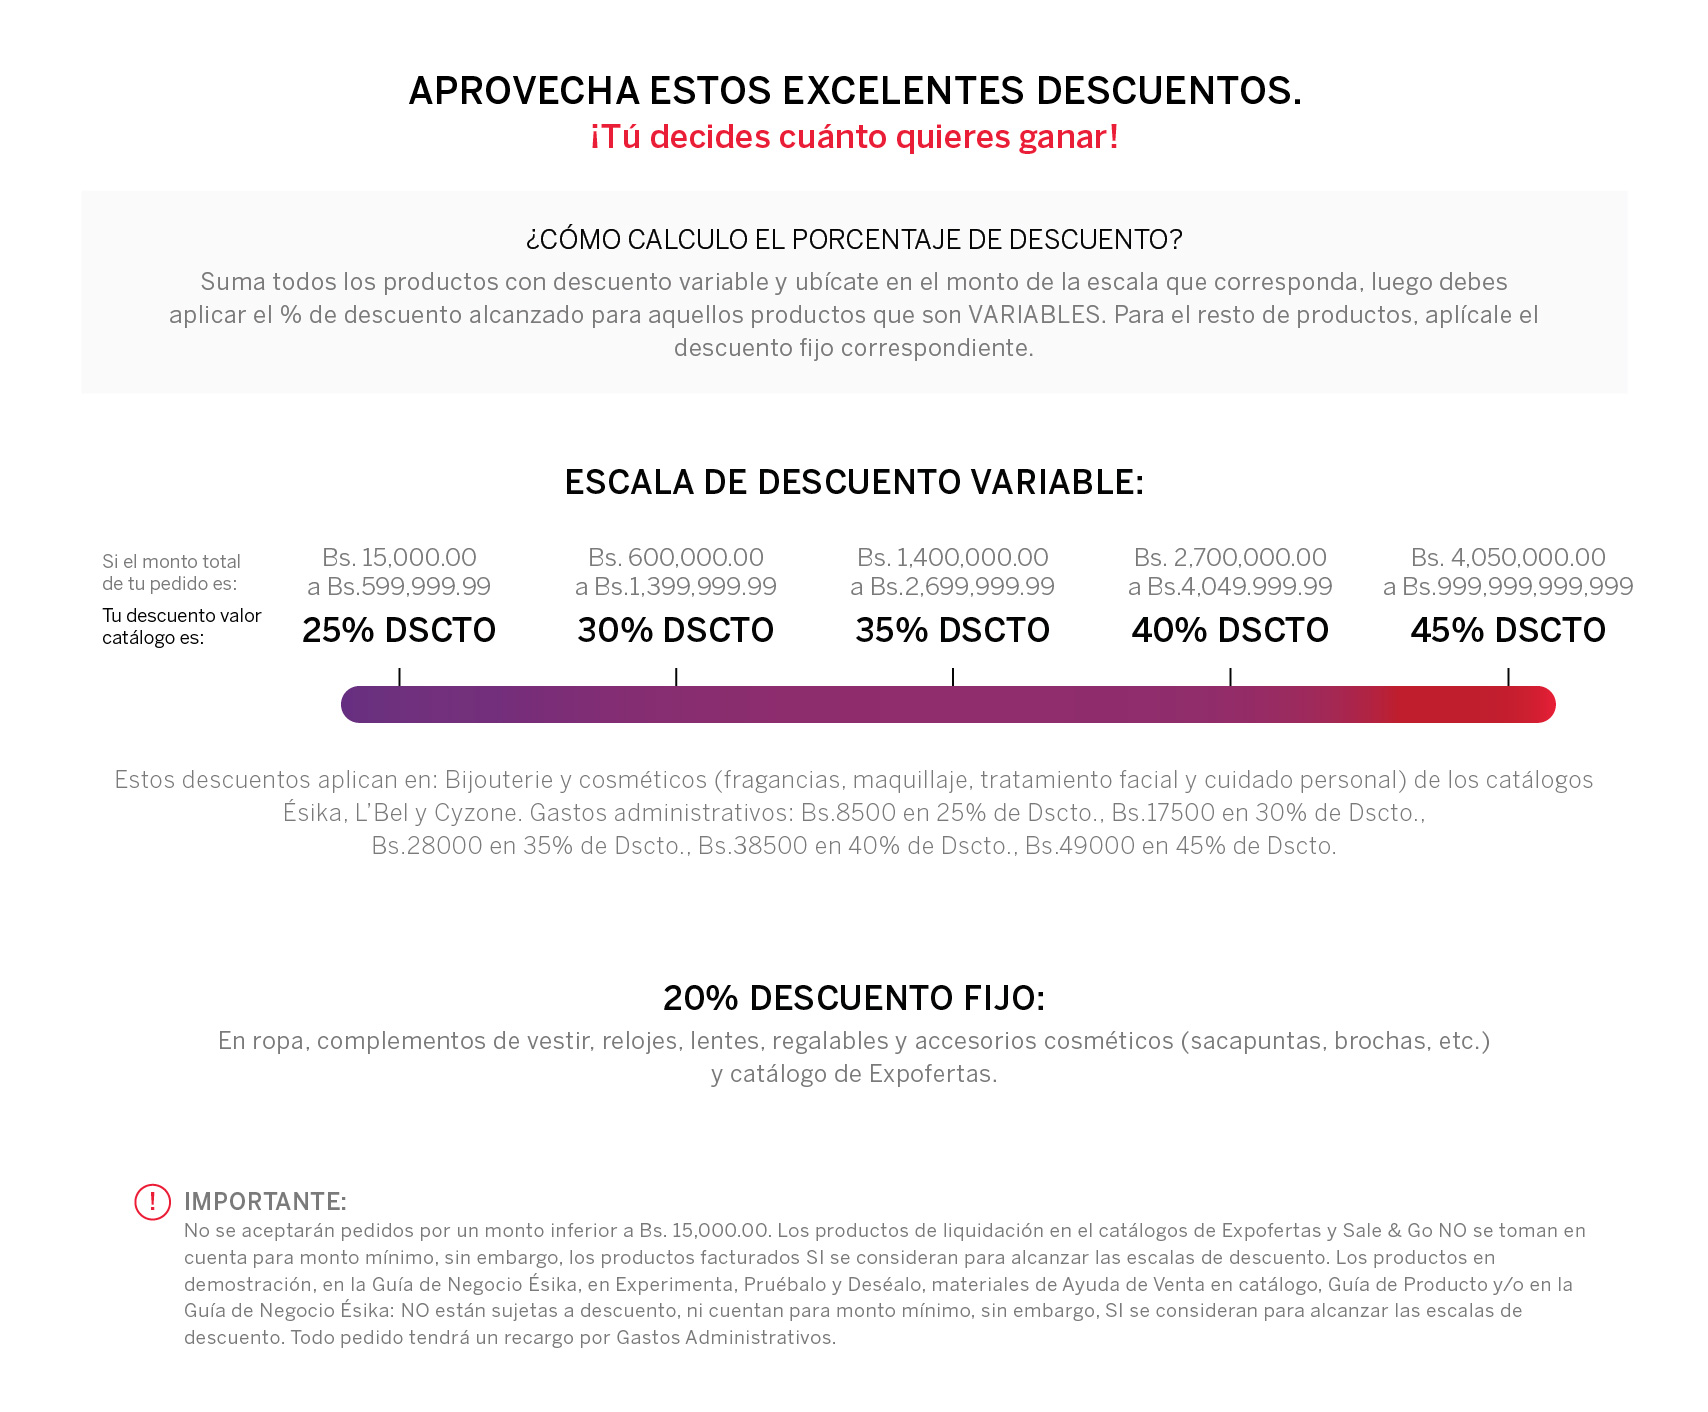 APROVECHA ESTOS EXCELENTES DESCUENTOS.
¡Tú decides cuánto quieres ganar!
¿CÓMO CALCULO EL PORCENTAJE DE DESCUENTO?
Suma todos los productos con descuento variable y ubícate en el monto de la escala que corresponda, luego debes
aplicar el % de descuento alcanzado para aquellos productos que son VARIABLES. Para el resto de productos, aplícale el
descuento fijo correspondiente.
ESCALA DE DESCUENTO VARIABLE:
Si el monto total
de tu pedido es:
Bs. 15,000.00
a Bs.599,999.99
Bs. 600,000.00
a Bs.1,399,999.99
Bs. 1,400,000.00
a Bs.2,699,999.99
Bs. 2,700,000.00
a Bs.4,049.999.99
Bs. 4,050,000.00
a Bs.999,999,999,999
Tu descuento valor
catálogo es:
25% DSCTO
30% DSCTO
35% DSCTO
40% DSCTO
45% DSCTO
Estos descuentos aplican en: Bijouterie y cosméticos (fragancias, maquillaje, tratamiento facial y cuidado personal) de los catálogos
Ésika, L’Bel y Cyzone. Gastos administrativos: Bs.8500 en 25% de Dscto., Bs.17500 en 30% de Dscto.,
Bs.28000 en 35% de Dscto., Bs.38500 en 40% de Dscto., Bs.49000 en 45% de Dscto.
20% DESCUENTO FIJO:
En ropa, complementos de vestir, relojes, lentes, regalables y accesorios cosméticos (sacapuntas, brochas, etc.)
y catálogo de Expofertas.
! IMPORTANTE:
No se aceptarán pedidos por un monto inferior a Bs. 15,000.00. Los productos de liquidación en el catálogos de Expofertas y Sale & Go NO se toman en
cuenta para monto mínimo, sin embargo, los productos facturados SI se consideran para alcanzar las escalas de descuento. Los productos en
demostración, en la Guía de Negocio Ésika, en Experimenta, Pruébalo y Deséalo, materiales de Ayuda de Venta en catálogo, Guía de Producto y/o en la
Guía de Negocio Ésika: NO están sujetas a descuento, ni cuentan para monto mínimo, sin embargo, SI se consideran para alcanzar las escalas de
descuento. Todo pedido tendrá un recargo por Gastos Administrativos.